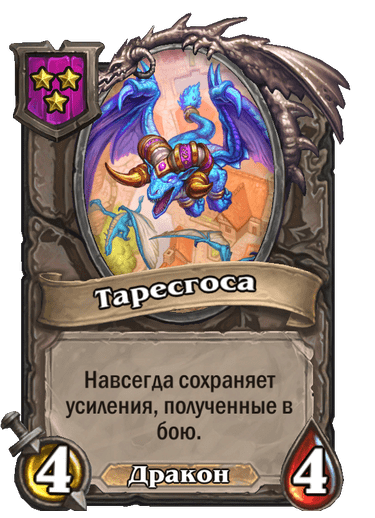 Таресгоса
Навсегда сохраняет
усиления, полученные в
бою.
4
Дракон
4